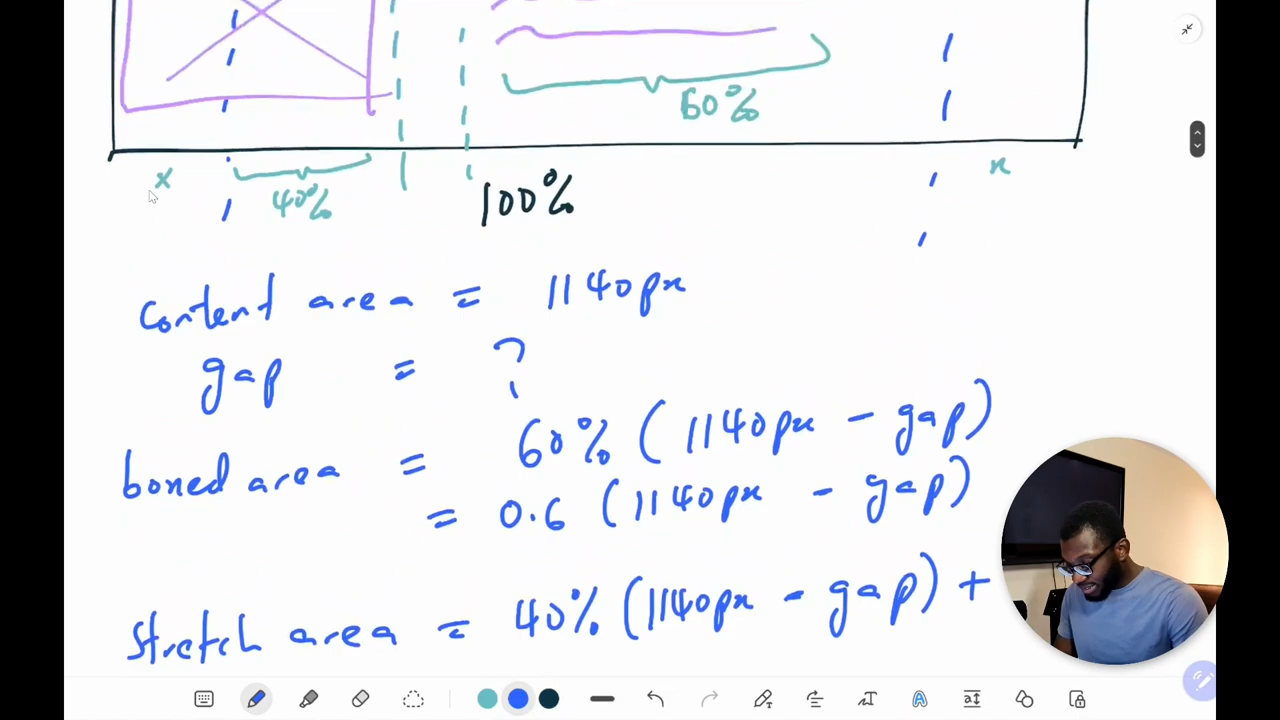 60%
x
x
40%
100%
Content area = 1140px
gap = ?
boxed area = 60% (1140px - gap)
= 0.6 (1140px - gap)
Stretch area = 40% (1140px - gap) +